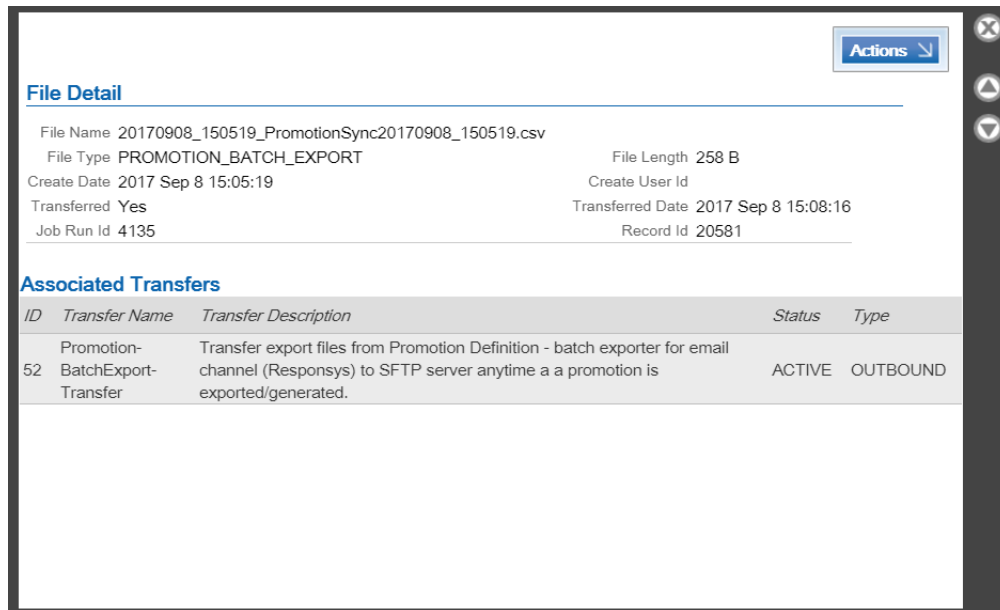 Actions
File Detail
File Name 20170908_150519_PromotionSync20170908_150519.csv
File Type PROMOTION_BATCH_EXPORT File Length 258 B
Create Date 2017 Sep 8 15:05:19 Create User Id
Transferred Yes Transferred Date 2017 Sep 8 15:08:16
Job Run Id 4135 Record Id 20581
Associated Transfers
ID Transfer Name Transfer Description Status Type
Promotion- Transfer export files from Promotion Definition - batch exporter for email
52 BatchExport- channel (Responsys) to SFTP server anytime a a promotion is ACTIVE OUTBOUND
Transfer exported/generated.